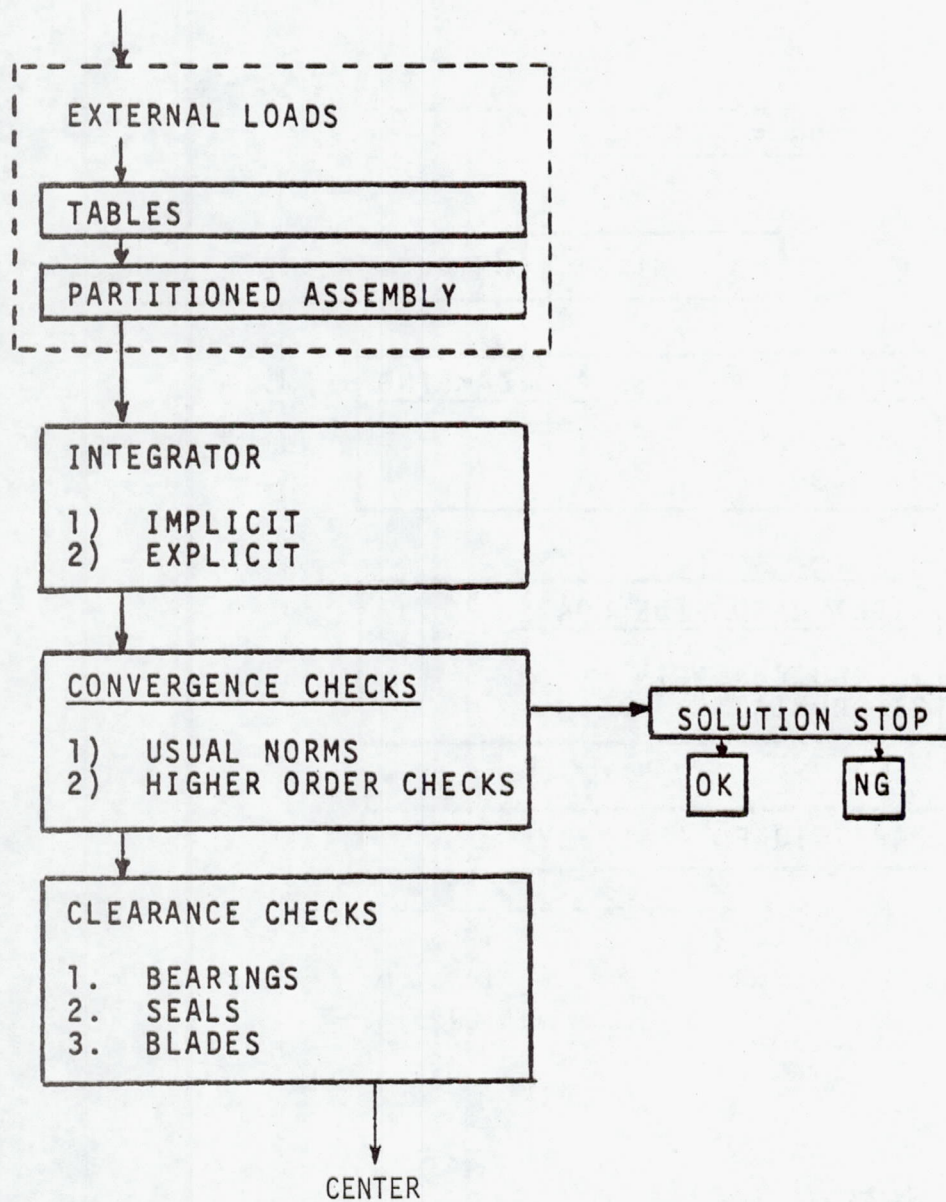 EXTERNAL LOADS
TABLES
PARTITIONED ASSEMBLY
INTEGRATOR
1) IMPLICIT
2) EXPLICIT
CONVERGENCE CHECKS
1) USUAL NORMS
2) HIGHER ORDER CHECKS
SOLUTION STOP
OK
NG
CLEARANCE CHECKS
1. BEARINGS
2. SEALS
3. BLADES
CENTER